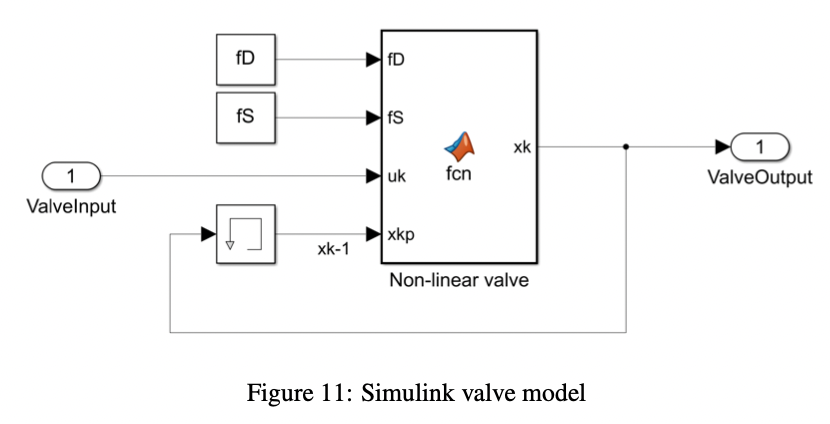 fD
fD
fS
fS
1
ValveInput
uk
xk-1
xkp
fcn
xk
Non-linear valve
1
ValveOutput
Figure 11: Simulink valve model